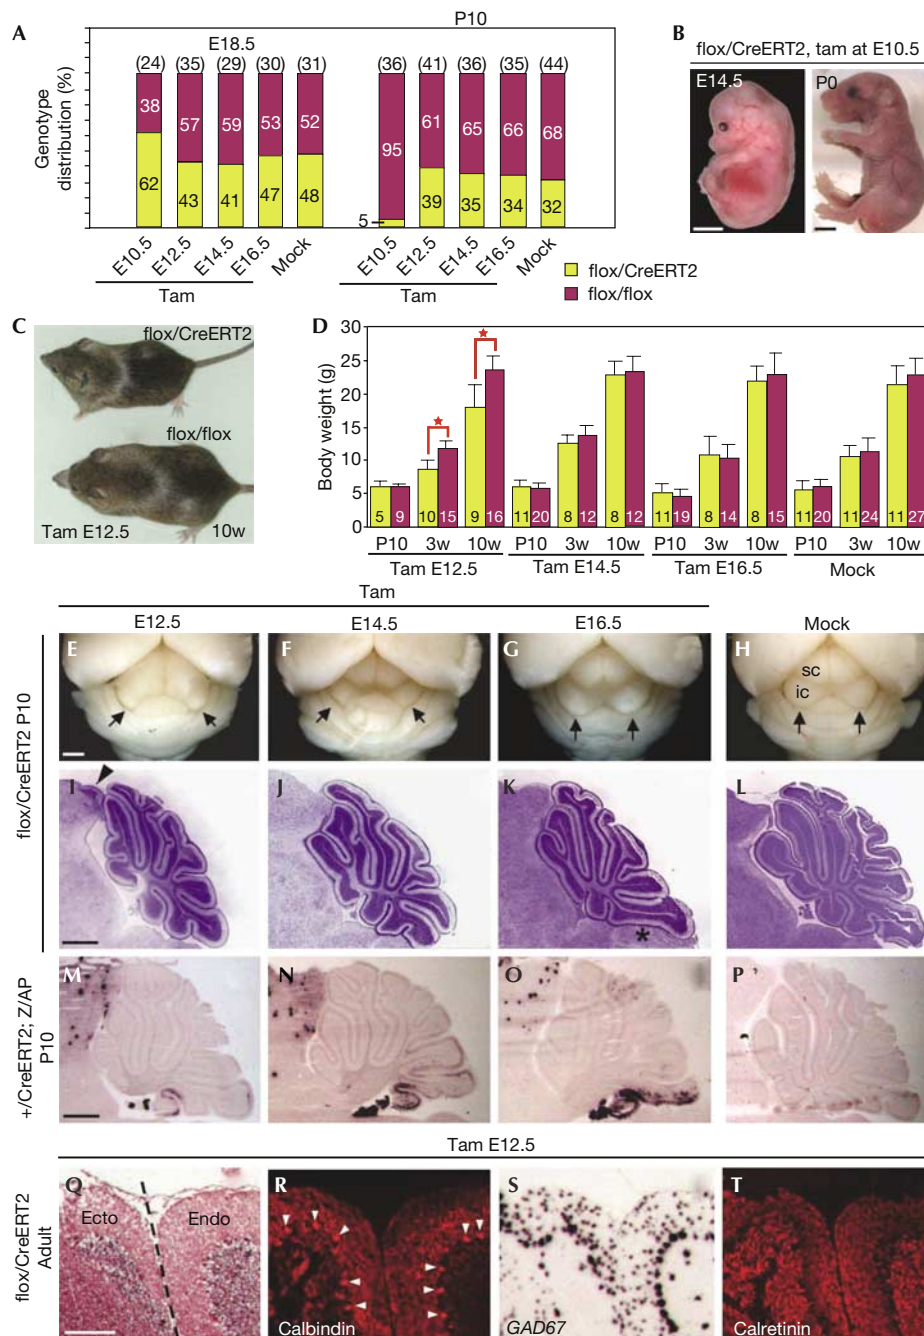 A
P10
E18.5
(24) (35) (29) (30) (31) (36) (41) (36) (35) (44)
38 57 59 53 52 95 61 65 66 68
62 43 41 47 48 5 39 35 34 32
Genotype
distribution (%)
E10.5 E12.5 E14.5 E16.5 Mock E10.5 E12.5 E14.5 E16.5 Mock
Tam Tam
flox/CreERT2
flox/flox
B
flox/CreERT2, tam at E10.5
E14.5 P0
C
flox/CreERT2
flox/flox
Tam E12.5 10w
D
Body weight (g)
30
25
20
15
10
5
0
5 9 10 15 9 16 11 20 8 12 8 12 11 19 8 14 8 15 11 20 11 24 11 27
P10 3w 10w P10 3w 10w P10 3w 10w P10 3w 10w
Tam E12.5 Tam E14.5 Tam E16.5 Mock
Tam
E12.5 E14.5 E16.5 Mock
flox/CreERT2 P10
E F G H
sc
ic
I J K L
*
+/CreERT2; Z/AP
P10
M N O P
Tam E12.5
flox/CreERT2
Adult
Q R S T
Ecto Endo
Calbindin GAD67 Calretinin